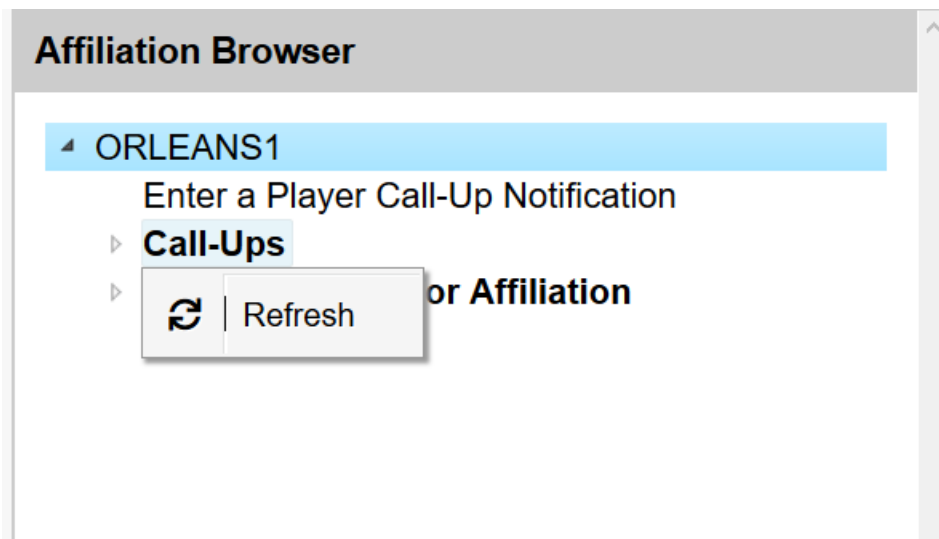 Affiliation Browser
ORLEANS1
Enter a Player Call-Up Notification
Call-Ups
or Affiliation
Refresh